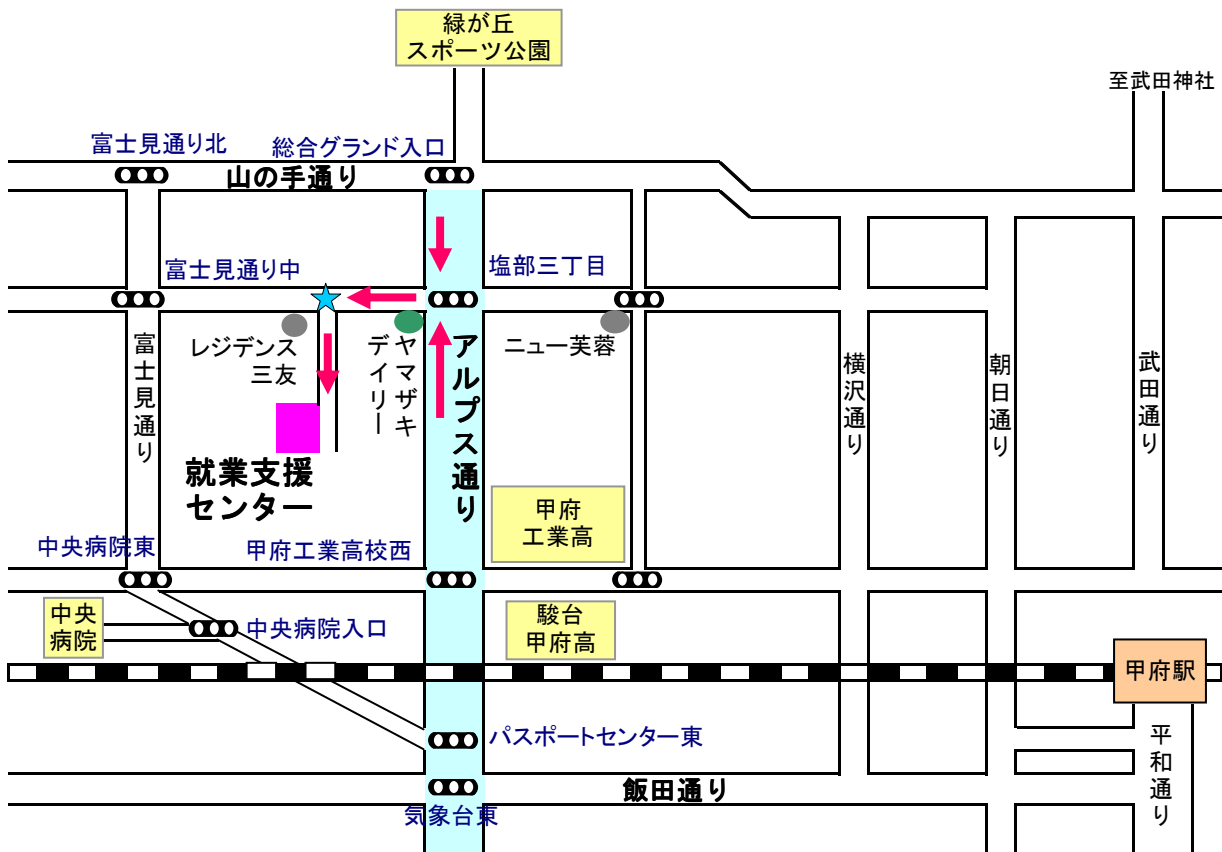 緑が丘
スポーツ公園
至武田神社
富士見通り北
総合グランド入口
山の手通り
富士見通り中
塩部三丁目
レジデンス
三友
ヤマザキ
デイリー
ニュー芙蓉
富士見通り
アルプス通り
横沢通り
朝日通り
武田通り
就業支援
センター
甲府
工業高
中央病院東
甲府工業高校西
中央
病院
中央病院入口
駿台
甲府高
甲府駅
パスポートセンター東
平和通り
飯田通り
気象台東